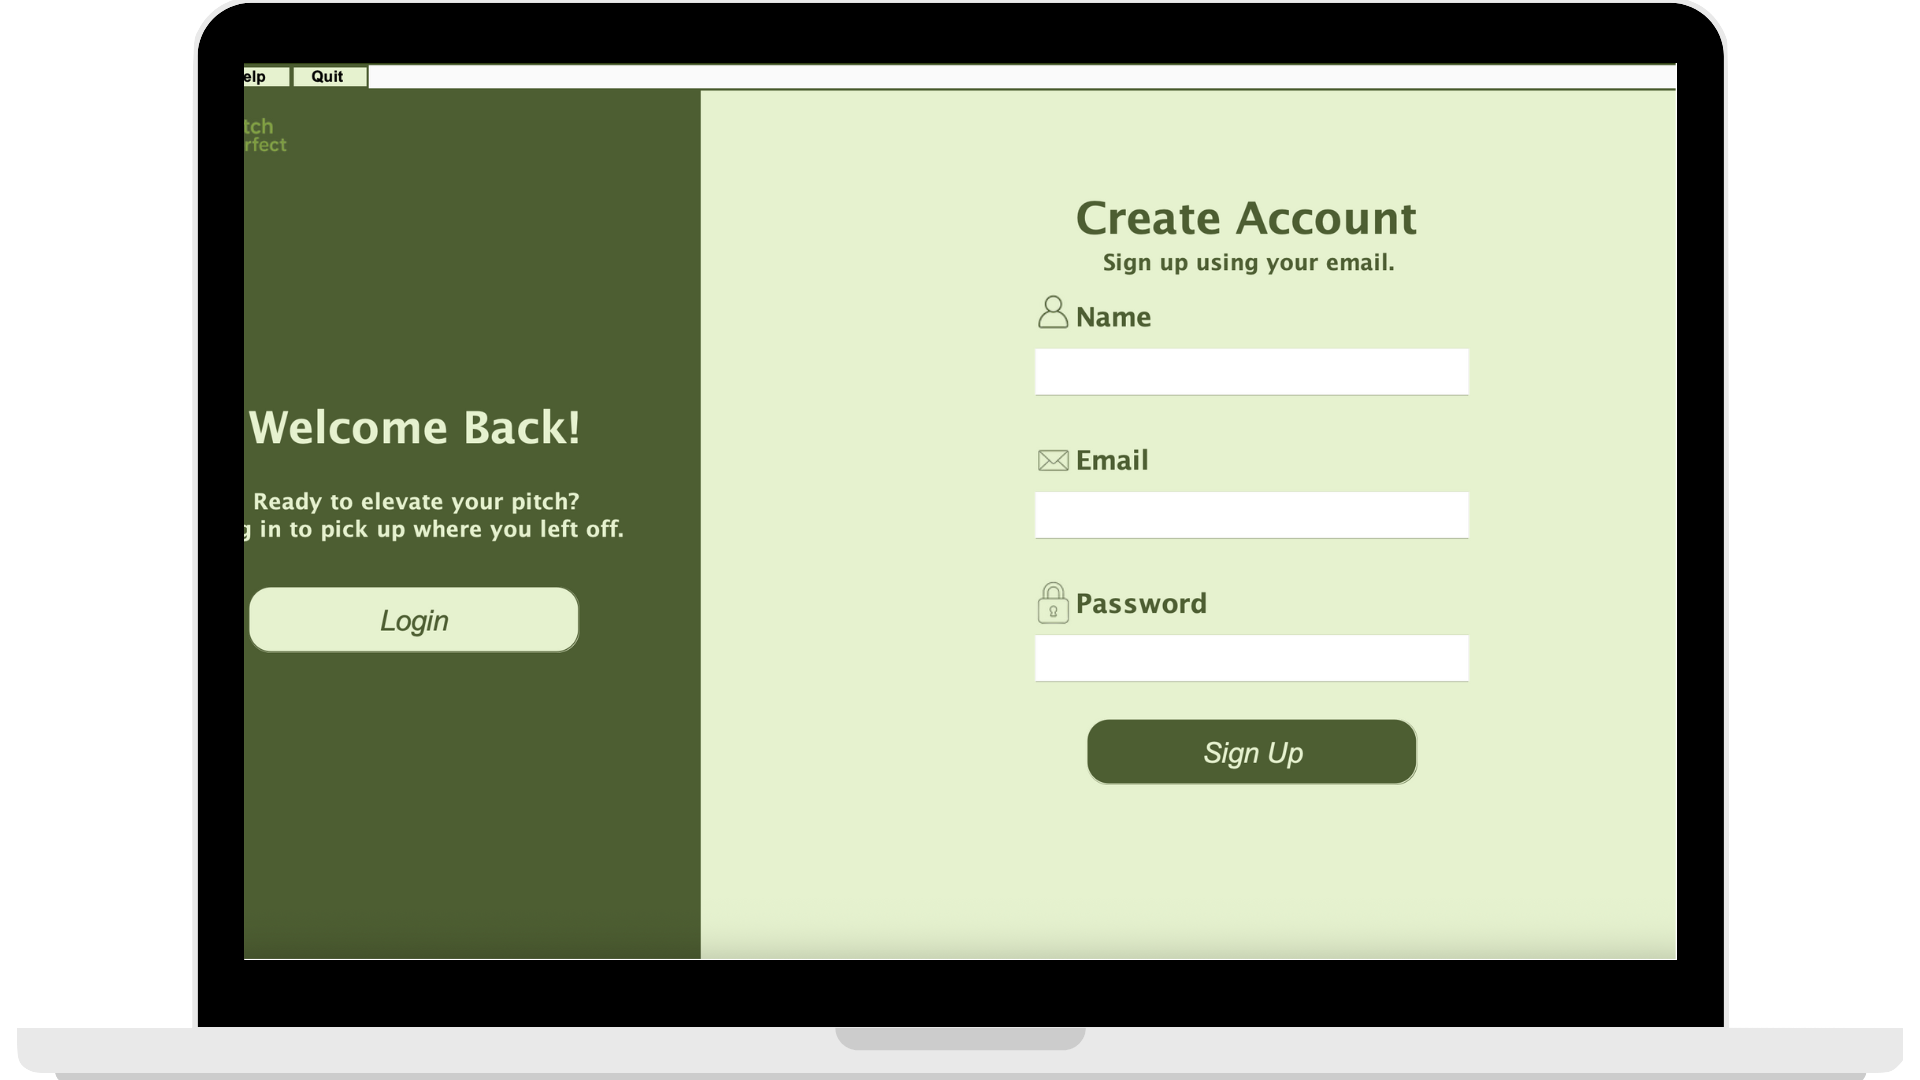 elp Quit
tch
rfect
Welcome Back!
Ready to elevate your pitch?
g in to pick up where you left off.
Login
Create Account
Sign up using your email.
Name
Email
Password
Sign Up